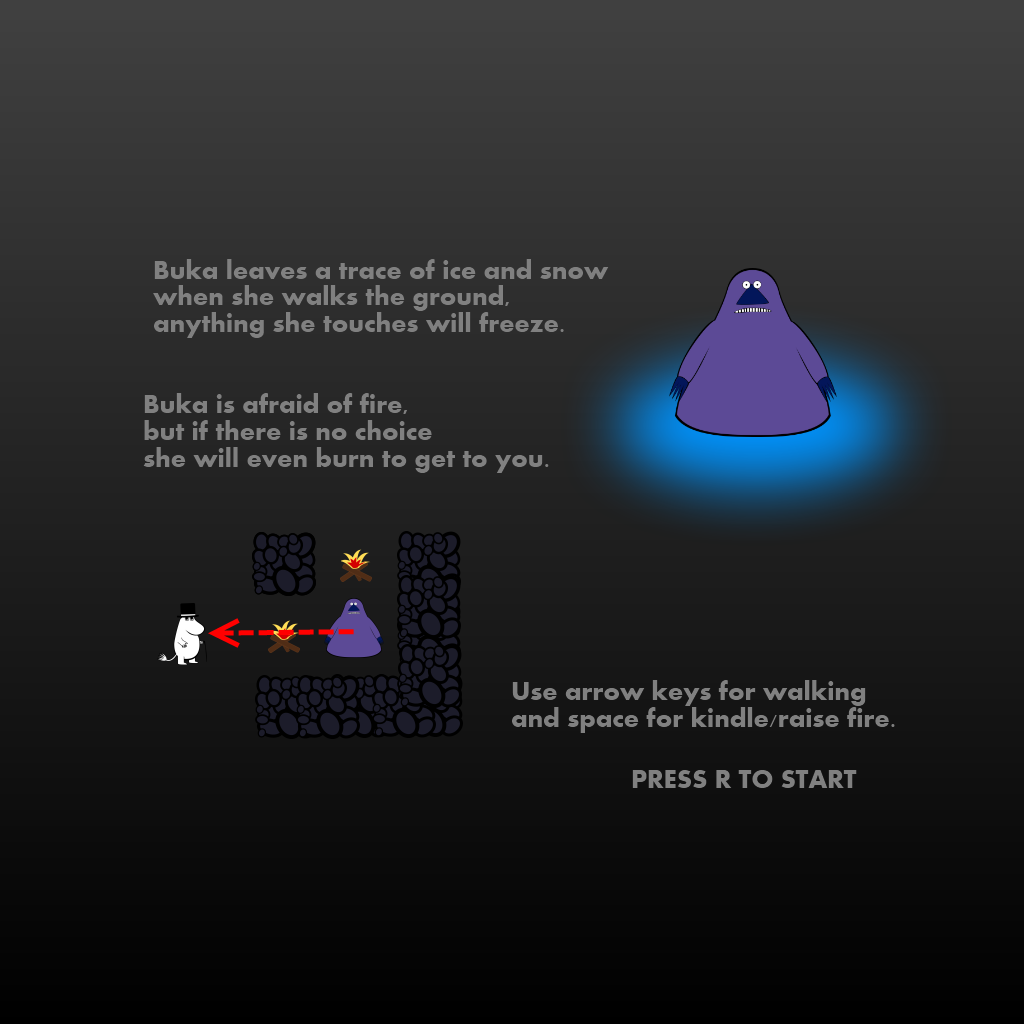 Buka leaves a trace of ice and snow
when she walks the ground,
anything she touches will freeze.
Buka is afraid of fire,
but if there is no choice
she will even burn to get to you.
Use arrow keys for walking
and space for kindle/raise fire.
PRESS R TO START